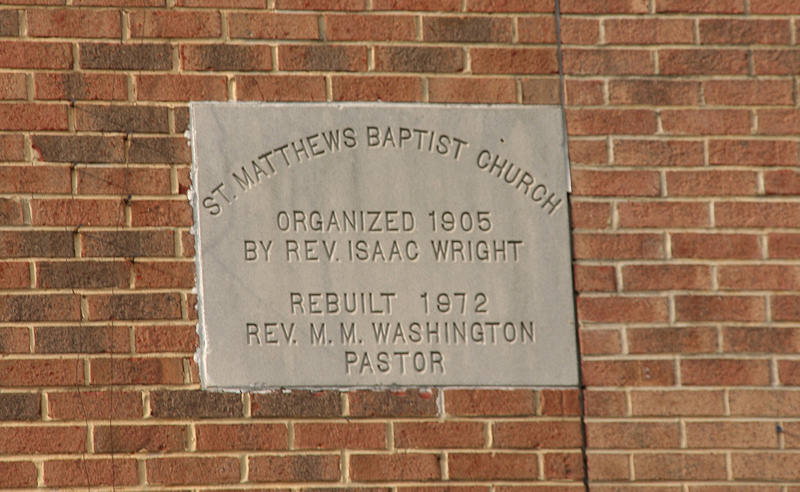 ST. MATTHEWS BAPTIST CHURCH
ORGANIZED 1905
BY REV. ISAAC WRIGHT
REBUILT 1972
REV. M. M. WASHINGTON
PASTOR